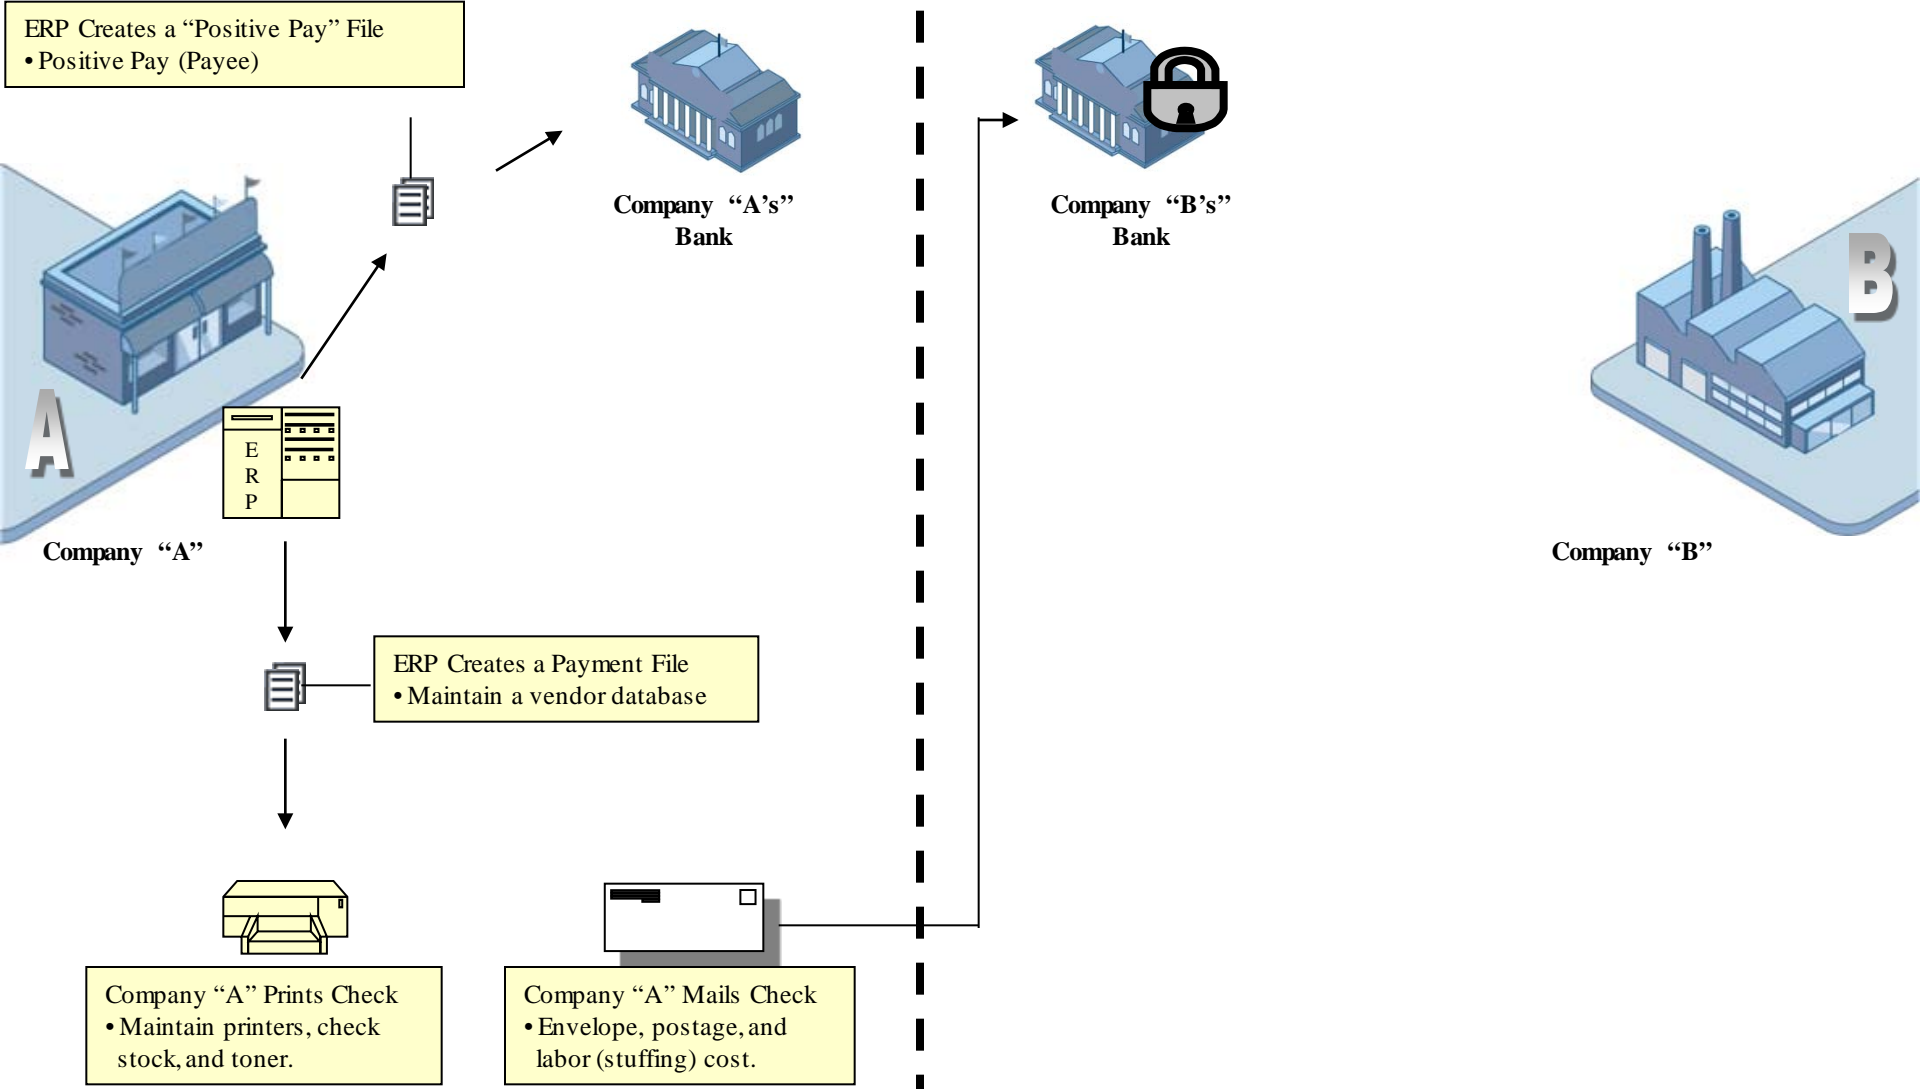 ERP Creates a “Positive Pay” File
• Positive Pay (Payee)
Company “A’s”
Bank
Company “B’s”
Bank
A
B
E
R
P
Company “A”
Company “B”
ERP Creates a Payment File
• Maintain a vendor database
Company “A” Prints Check
• Maintain printers, check
stock, and toner.
Company “A” Mails Check
• Envelope, postage, and
labor (stuffing) cost.